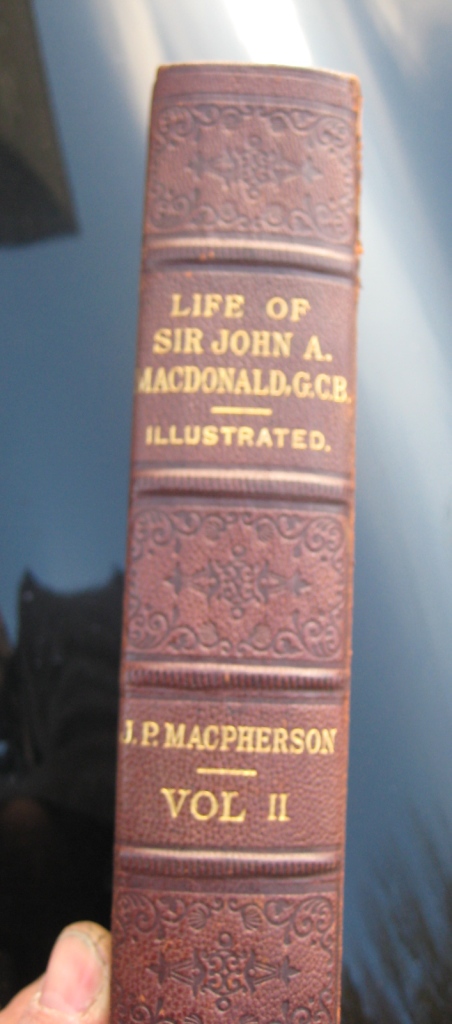 LIFE OF
SIR JOHN A.
MACDONALD, G.C.B.
ILLUSTRATED.
J. P. MACPHERSON
VOL II